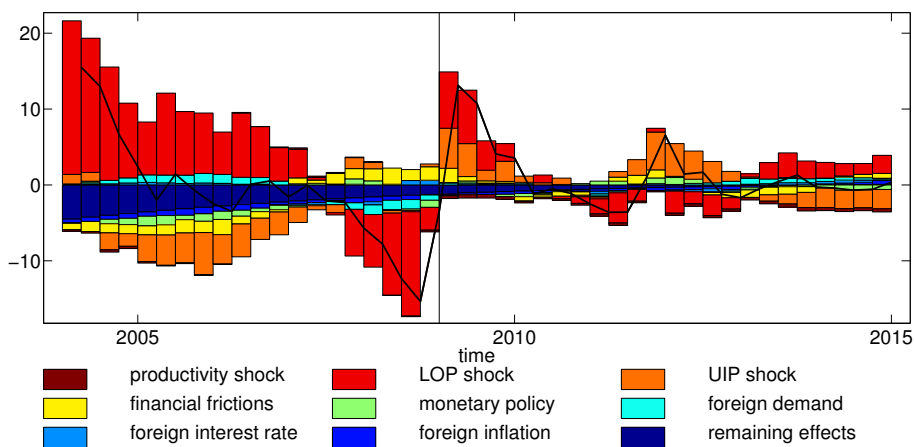 20
10
0
−10
2005 2010 2015
time
productivity shock LOP shock UIP shock
financial frictions monetary policy foreign demand
foreign interest rate foreign inflation remaining effects